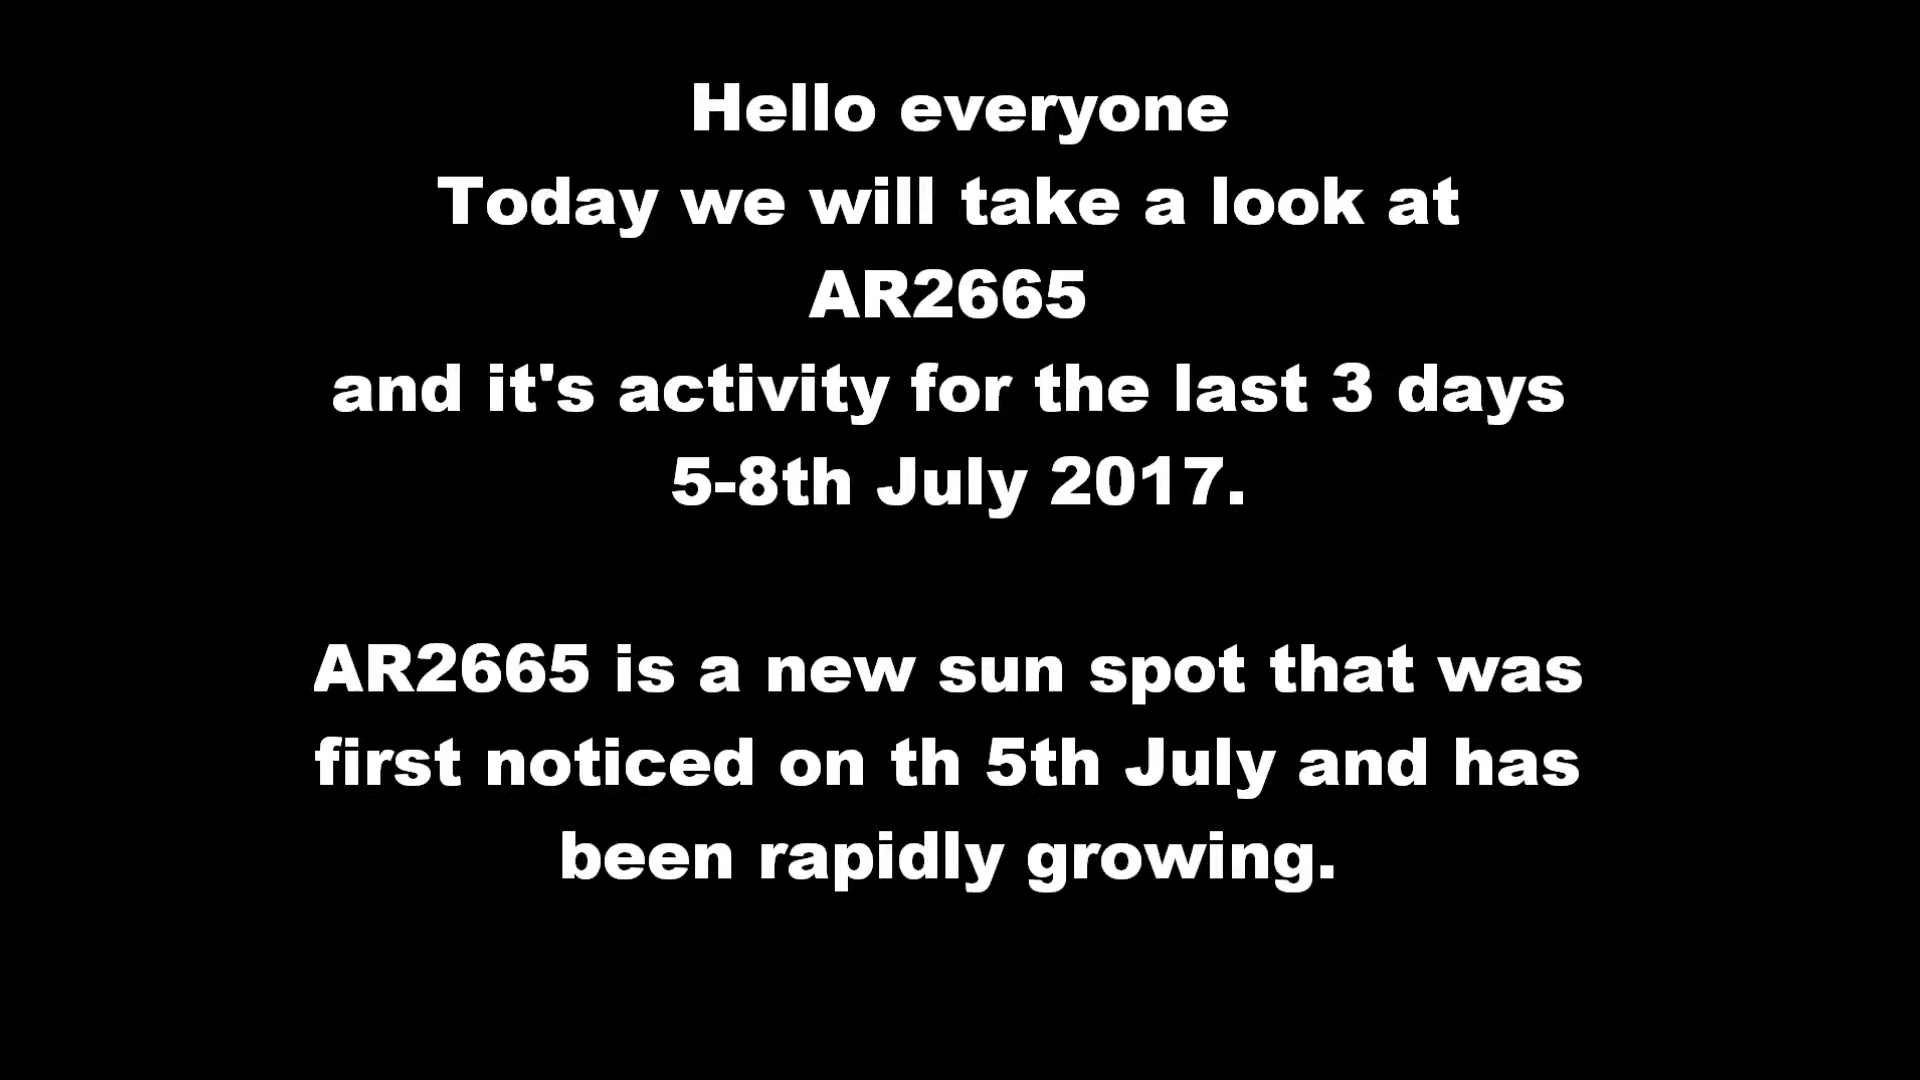 Hello everyone
Today we will take a look at
AR2665
and it's activity for the last 3 days
5-8th July 2017.
AR2665 is a new sun spot that was
first noticed on th 5th July and has
been rapidly growing.